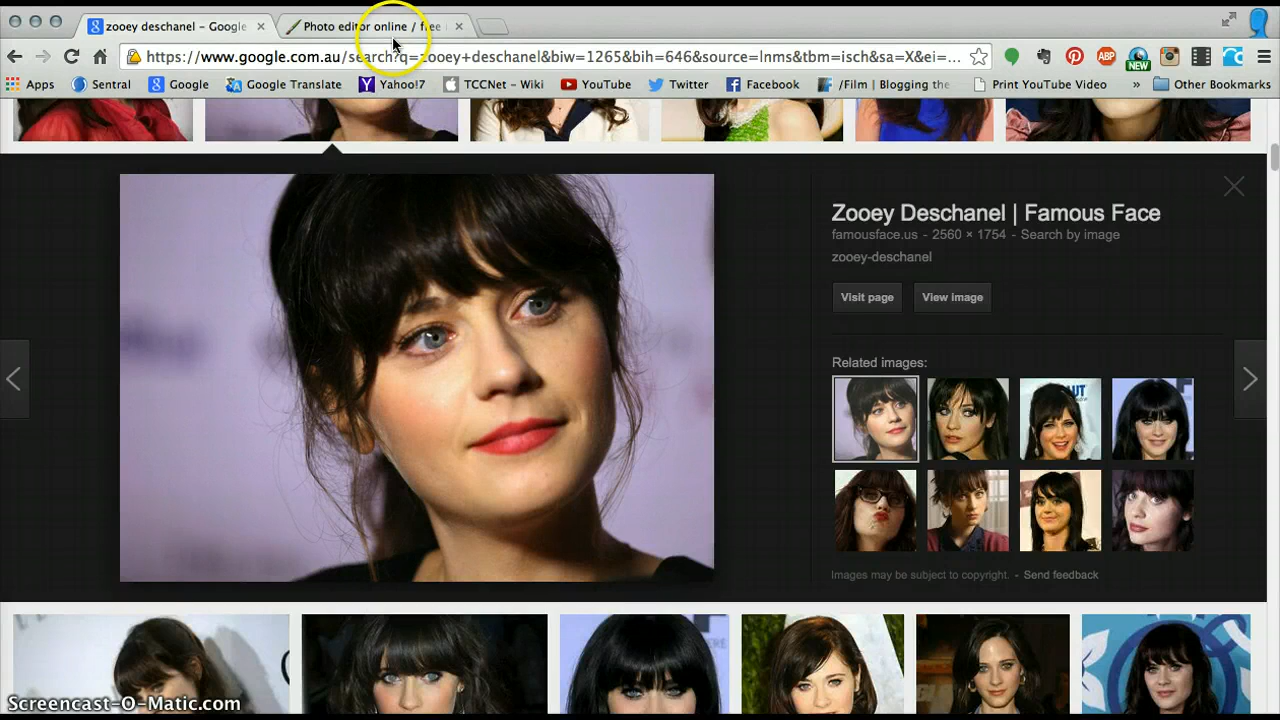 zooey deschanel - Google
Photo editor online / free
https://www.google.com.au/search?q=zooey+deschanel&biw=1265&bih=646&source=lnms&tbm=isch&sa=X&ei=...
ABP
NEW
Apps
Sentral
Google
Google Translate
Yahoo!7
TCCNet - Wiki
YouTube
Twitter
Facebook
/Film | Blogging the
Print YouTube Video
»
Other Bookmarks
Zooey Deschanel | Famous Face
famousface.us - 2560 × 1754 - Search by image
zooey-deschanel
Visit page
View image
Related images:
Images may be subject to copyright. - Send feedback
Screencast-O-Matic.com